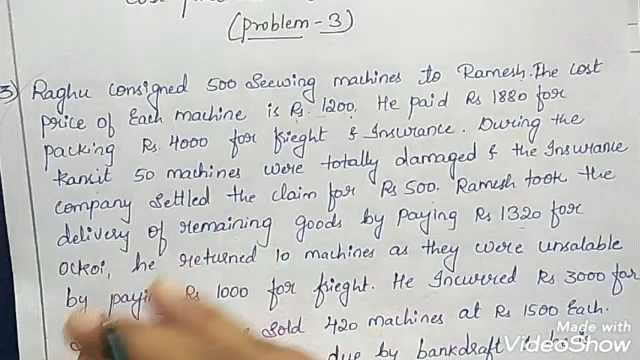 (Problem - 3)
3) Raghu consigned 500 Seewing machines to Ramesh. The cost
price of Each machine is Rs. 1200. He paid Rs 1880 for
packing Rs. 4000 for frieght & Insurance. During the
transit 50 machines were totally damaged & the Insurance
company Settled the claim for Rs 500. Ramesh took the
delivery of remaining goods by paying Rs 1320 for
Octroi, he returned 10 machines as they were unsalable
by paying Rs 1000 for frieght. He Incurred Rs 3000 for
Sold 420 machines at Rs 1500 Each.
due by bankdraft
Made with
VideoShow